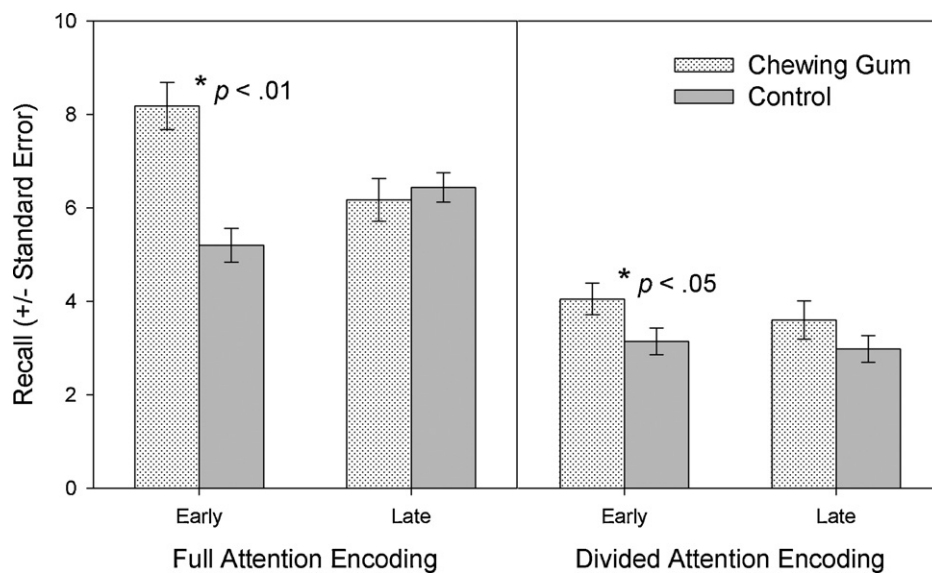 10
8
6
4
2
0
Recall (+/- Standard Error)
* p < .01
* p < .05
Chewing Gum
Control
Early
Late
Early
Late
Full Attention Encoding
Divided Attention Encoding